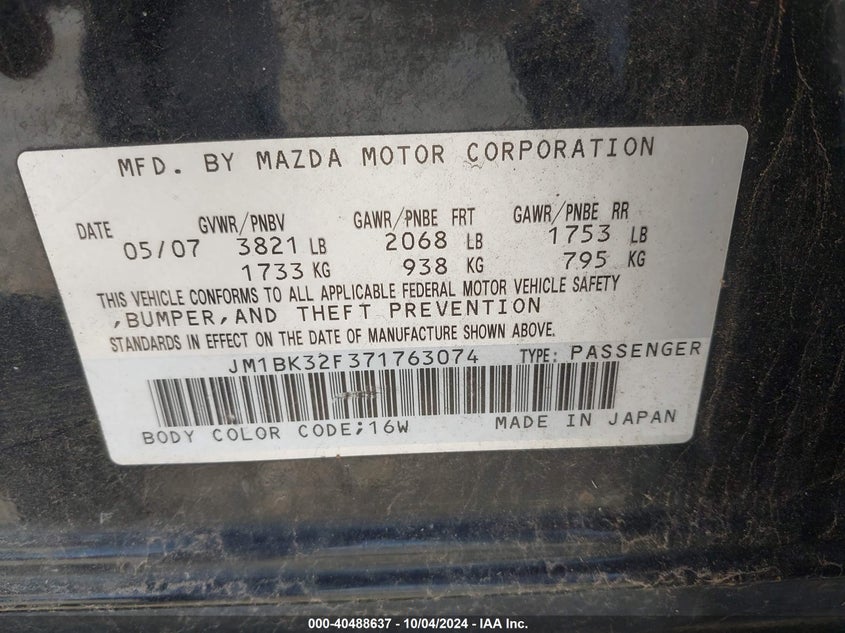 MFD. BY MAZDA MOTOR CORPORATION
DATE GVWR/PNBV GAWR/PNBE FRT GAWR/PNBE RR
05/07 3821 LB 2068 LB 1753 LB
1733 KG 938 KG 795 KG
THIS VEHICLE CONFORMS TO ALL APPLICABLE FEDERAL MOTOR VEHICLE SAFETY
,BUMPER,AND THEFT PREVENTION
STANDARDS IN EFFECT ON THE DATE OF MANUFACTURE SHOWN ABOVE.
JM1BK32F371763074 TYPE: PASSENGER
BODY COLOR CODE;16W MADE IN JAPAN
000-40488637 - 10/04/2024 - IAA Inc.